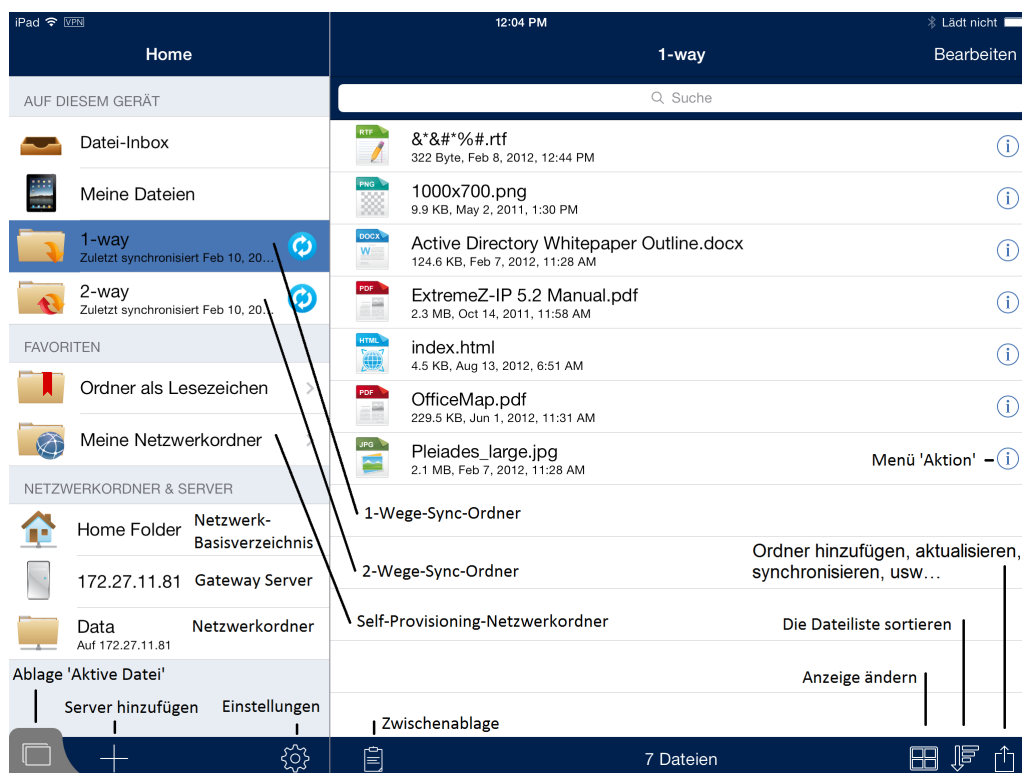 iPad VPN 12:04 PM Lädt nicht
Home
1-way
Bearbeiten
AUF DIESEM GERÄT
Datei-Inbox
Meine Dateien
1-way
Zuletzt synchronisiert Feb 10, 20...
2-way
Zuletzt synchronisiert Feb 10, 20...
FAVORITEN
Ordner als Lesezeichen
Meine Netzwerkordner
NETZWERKORDNER & SERVER
Home Folder
Netzwerk-
Basisverzeichnis
172.27.11.81
Gateway Server
Data
Auf 172.27.11.81
Netzwerkordner
Ablage 'Aktive Datei'
Server hinzufügen
Einstellungen
Suche
RTF
&*&#*%#.rtf
322 Byte, Feb 8, 2012, 12:44 PM
PNG
1000x700.png
9.9 KB, May 2, 2011, 1:30 PM
DOCX
W
Active Directory Whitepaper Outline.docx
124.6 KB, Feb 7, 2012, 11:28 AM
PDF
ExtremeZ-IP 5.2 Manual.pdf
2.3 MB, Oct 14, 2011, 11:58 AM
HTML
index.html
4.5 KB, Aug 13, 2012, 6:51 AM
PDF
OfficeMap.pdf
229.5 KB, Jun 1, 2012, 11:31 AM
JPG
Pleiades_large.jpg
2.1 MB, Feb 7, 2012, 11:28 AM
Menü 'Aktion'
1-Wege-Sync-Ordner
2-Wege-Sync-Ordner
Ordner hinzufügen, aktualisieren,
synchronisieren, usw...
Self-Provisioning-Netzwerkordner
Die Dateiliste sortieren
Anzeige ändern
Zwischenablage
7 Dateien